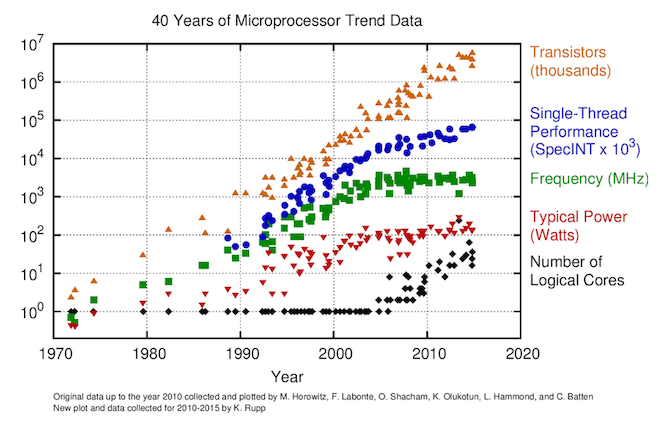 40 Years of Microprocessor Trend Data
10⁷
10⁶
10⁵
10⁴
10³
10²
10¹
10⁰
1970
1980
1990
2000
2010
2020
Year
Transistors
(thousands)
Single-Thread
Performance
(SpecINT x 10³)
Frequency (MHz)
Typical Power
(Watts)
Number of
Logical Cores
Original data up to the year 2010 collected and plotted by M. Horowitz, F. Labonte, O. Shacham, K. Olukotun, L. Hammond, and C. Batten
New plot and data collected for 2010-2015 by K. Rupp